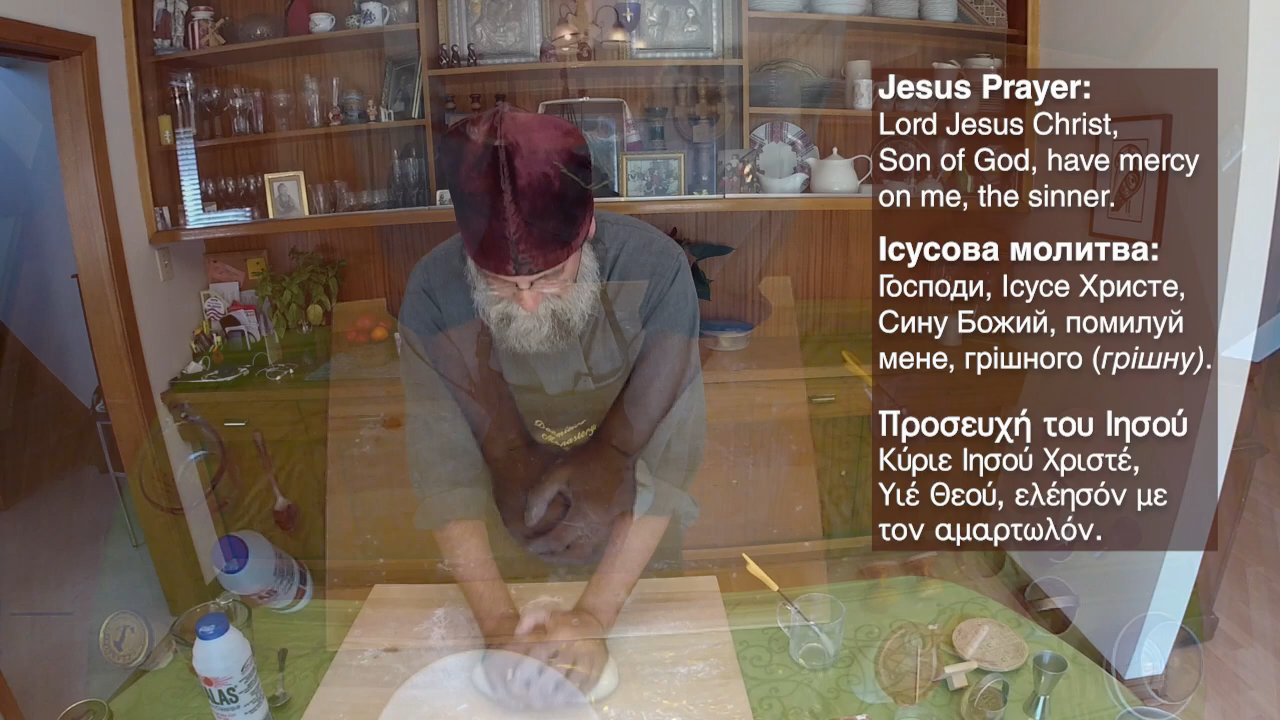 Jesus Prayer:
Lord Jesus Christ,
Son of God, have mercy
on me, the sinner.
Ісусова молитва:
Господи, Ісусе Христе,
Сину Божий, помилуй
мене, грішного (грішну).
Προσευχή του Ιησού
Κύριε Ιησού Χριστέ,
Υιέ Θεού, ελέησόν με
τον αμαρτωλόν.
ALAS